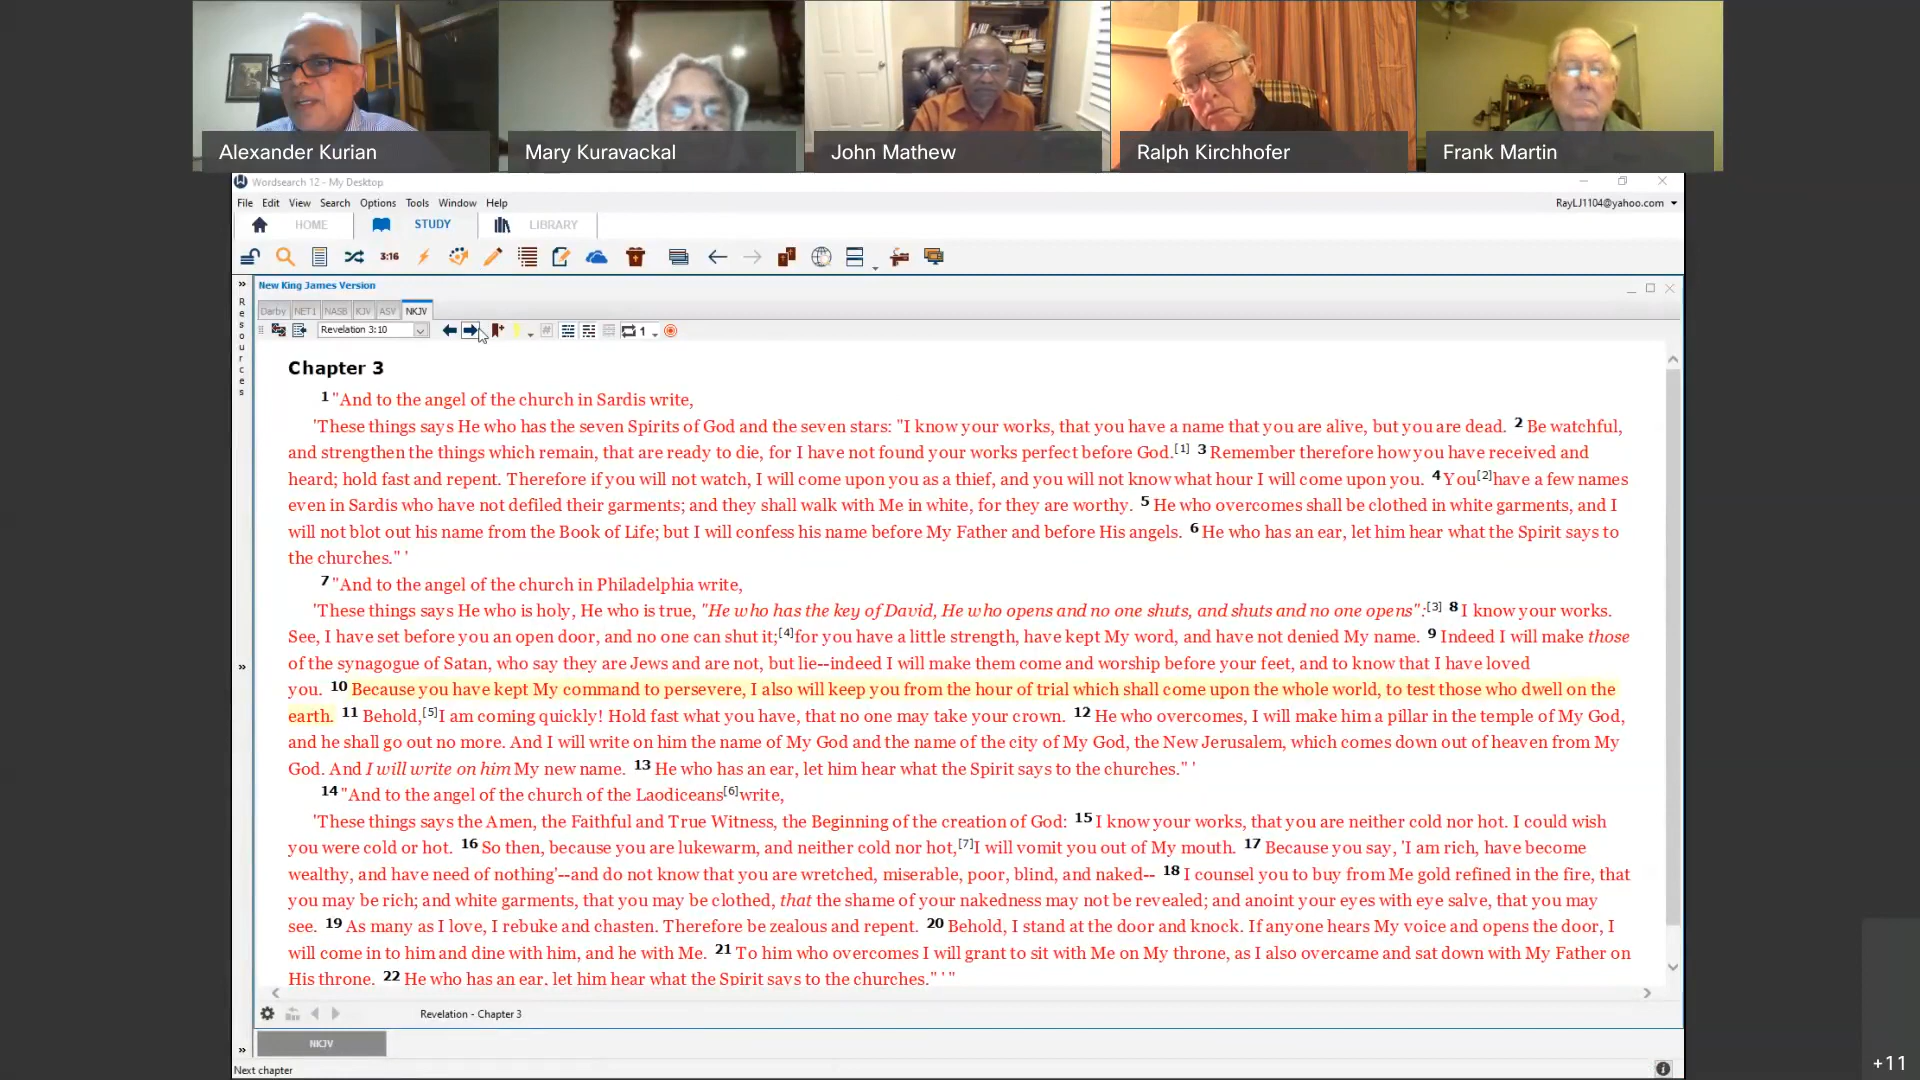 Alexander Kurian
Mary Kuravackal
John Mathew
Ralph Kirchhofer
Frank Martin
Wordsearch 12 - My Desktop
File Edit View Search Options Tools Window Help
RayLJ1104@yahoo.com
HOME
STUDY
LIBRARY
3:16
» New King James Version
Resources
Darby NET1 NASB KJV ASV NKJV
Revelation 3:10
1
Chapter 3
1 "And to the angel of the church in Sardis write,
'These things says He who has the seven Spirits of God and the seven stars: "I know your works, that you have a name that you are alive, but you are dead. 2 Be watchful,
and strengthen the things which remain, that are ready to die, for I have not found your works perfect before God.[1] 3 Remember therefore how you have received and
heard; hold fast and repent. Therefore if you will not watch, I will come upon you as a thief, and you will not know what hour I will come upon you. 4 You[2]have a few names
even in Sardis who have not defiled their garments; and they shall walk with Me in white, for they are worthy. 5 He who overcomes shall be clothed in white garments, and I
will not blot out his name from the Book of Life; but I will confess his name before My Father and before His angels. 6 He who has an ear, let him hear what the Spirit says to
the churches." '
7 "And to the angel of the church in Philadelphia write,
'These things says He who is holy, He who is true, "He who has the key of David, He who opens and no one shuts, and shuts and no one opens":[3] 8 I know your works.
See, I have set before you an open door, and no one can shut it;[4]for you have a little strength, have kept My word, and have not denied My name. 9 Indeed I will make those
of the synagogue of Satan, who say they are Jews and are not, but lie--indeed I will make them come and worship before your feet, and to know that I have loved
you. 10 Because you have kept My command to persevere, I also will keep you from the hour of trial which shall come upon the whole world, to test those who dwell on the
earth. 11 Behold,[5]I am coming quickly! Hold fast what you have, that no one may take your crown. 12 He who overcomes, I will make him a pillar in the temple of My God,
and he shall go out no more. And I will write on him the name of My God and the name of the city of My God, the New Jerusalem, which comes down out of heaven from My
God. And I will write on him My new name. 13 He who has an ear, let him hear what the Spirit says to the churches." '
14 "And to the angel of the church of the Laodiceans[6]write,
'These things says the Amen, the Faithful and True Witness, the Beginning of the creation of God: 15 I know your works, that you are neither cold nor hot. I could wish
you were cold or hot. 16 So then, because you are lukewarm, and neither cold nor hot,[7]I will vomit you out of My mouth. 17 Because you say, 'I am rich, have become
wealthy, and have need of nothing'--and do not know that you are wretched, miserable, poor, blind, and naked-- 18 I counsel you to buy from Me gold refined in the fire, that
you may be rich; and white garments, that you may be clothed, that the shame of your nakedness may not be revealed; and anoint your eyes with eye salve, that you may
see. 19 As many as I love, I rebuke and chasten. Therefore be zealous and repent. 20 Behold, I stand at the door and knock. If anyone hears My voice and opens the door, I
will come in to him and dine with him, and he with Me. 21 To him who overcomes I will grant to sit with Me on My throne, as I also overcame and sat down with My Father on
His throne. 22 He who has an ear, let him hear what the Spirit says to the churches." ' "
Revelation - Chapter 3
NKJV
Next chapter
+11